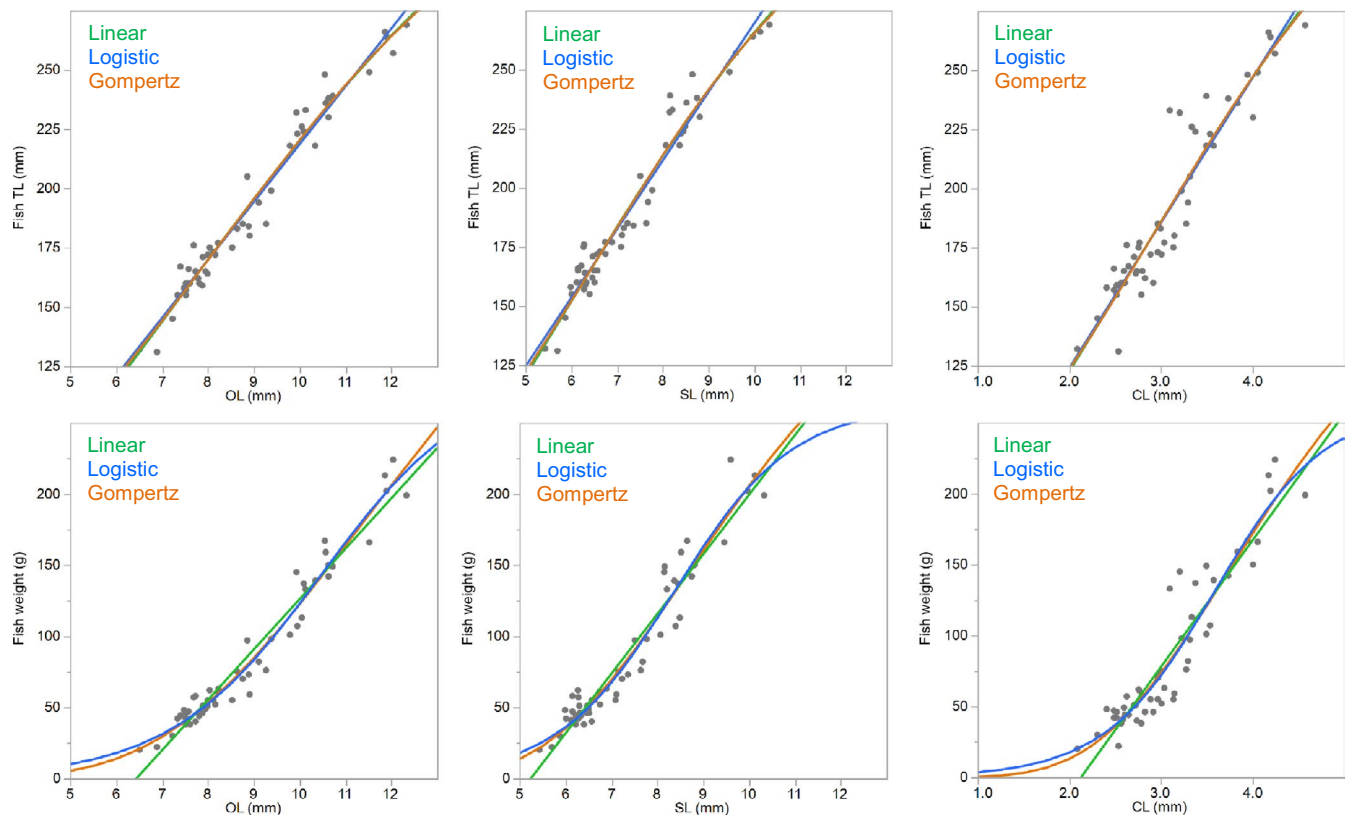 Linear
Logistic
Gompertz
Fish TL (mm)
250
225
200
175
150
125
5 6 7 8 9 10 11 12
OL (mm)
Linear
Logistic
Gompertz
Fish TL (mm)
250
225
200
175
150
125
5 6 7 8 9 10 11 12
SL (mm)
Linear
Logistic
Gompertz
Fish TL (mm)
250
225
200
175
150
125
1.0 2.0 3.0 4.0
CL (mm)
Linear
Logistic
Gompertz
Fish weight (g)
200
150
100
50
0
5 6 7 8 9 10 11 12
OL (mm)
Linear
Logistic
Gompertz
Fish weight (g)
200
150
100
50
0
5 6 7 8 9 10 11 12
SL (mm)
Linear
Logistic
Gompertz
Fish weight (g)
200
150
100
50
0
1.0 2.0 3.0 4.0
CL (mm)